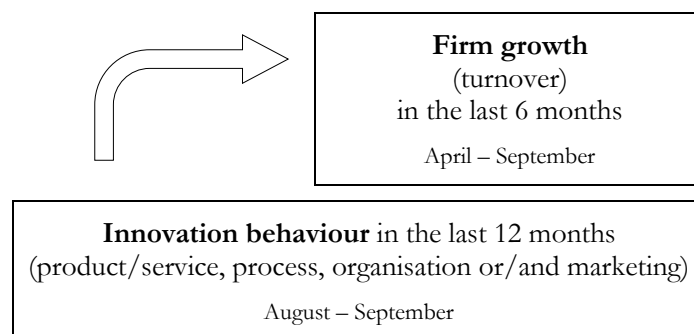 Firm growth
(turnover)
in the last 6 months
April – September
Innovation behaviour in the last 12 months
(product/service, process, organisation or/and marketing)
August – September